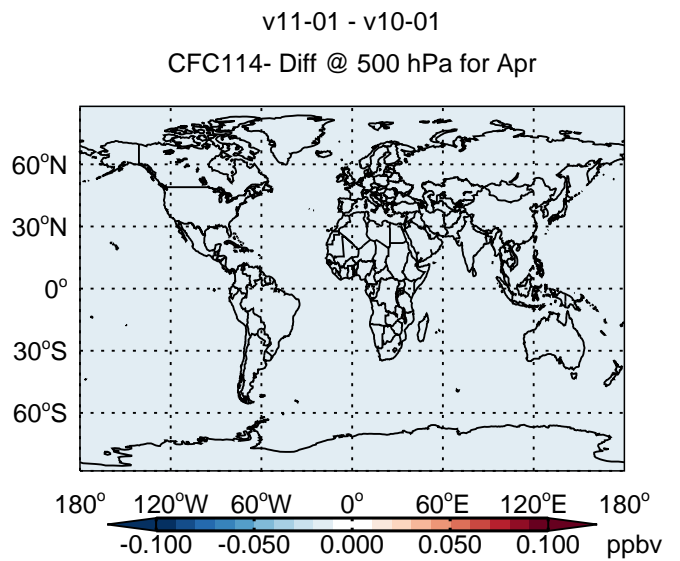 v11-01 - v10-01
CFC114- Diff @ 500 hPa for Apr
60°N
30°N
0°
30°S
60°S
180° 120°W 60°W 0° 60°E 120°E 180°
-0.100 -0.050 0.000 0.050 0.100 ppbv